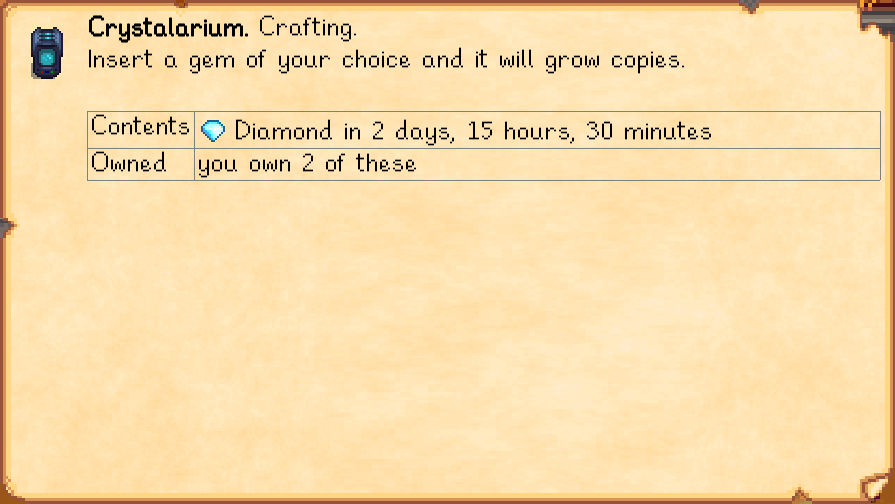 Crystalarium. Crafting.
Insert a gem of your choice and it will grow copies.
Contents Diamond in 2 days, 15 hours, 30 minutes
Owned you own 2 of these